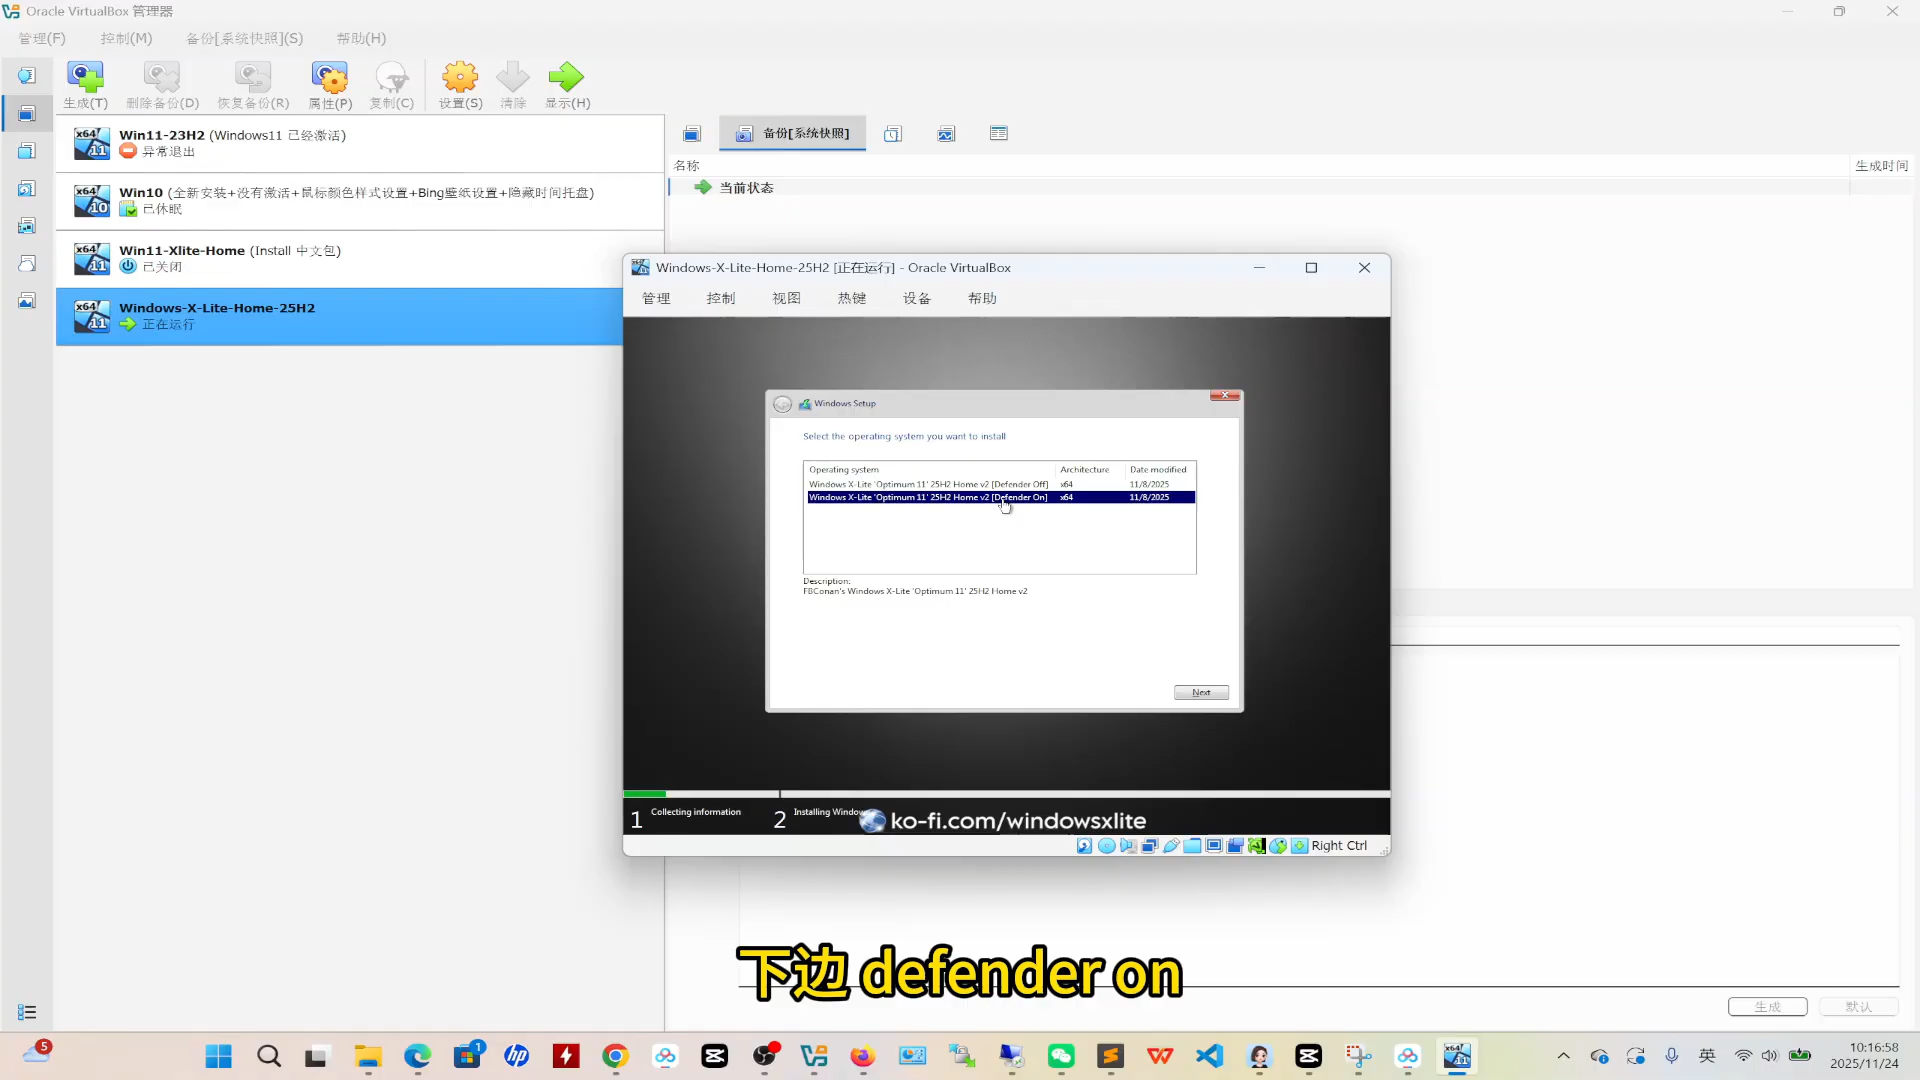 Oracle VirtualBox 管理器
管理(F) 控制(M) 备份[系统快照](S) 帮助(H)
生成(T) 删除备份(D) 恢复备份(R) 属性(P) 复制(C) 设置(S) 清除 显示(H)
x64 11 Win11-23H2 (Windows11 已经激活)
异常退出
x64 10 Win10 (全新安装+没有激活+鼠标颜色样式设置+Bing壁纸设置+隐藏时间托盘)
已休眠
x64 11 Win11-Xlite-Home (Install 中文包)
已关闭
x64 11 Windows-X-Lite-Home-25H2
正在运行
备份[系统快照]
名称 生成时间
当前状态
Windows-X-Lite-Home-25H2 [正在运行] - Oracle VirtualBox
管理 控制 视图 热键 设备 帮助
Windows Setup
Select the operating system you want to install
Operating system Architecture Date modified
Windows X-Lite 'Optimum 11' 25H2 Home v2 [Defender Off] x64 11/8/2025
Windows X-Lite 'Optimum 11' 25H2 Home v2 [Defender On] x64 11/8/2025
Description:
FBConan's Windows X-Lite 'Optimum 11' 25H2 Home v2
Next
1 Collecting information 2 Installing Window
ko-fi.com/windowsxlite
Right Ctrl
下边 defender on
生成 默认
5
1
hp
英
10:16:58
2025/11/24